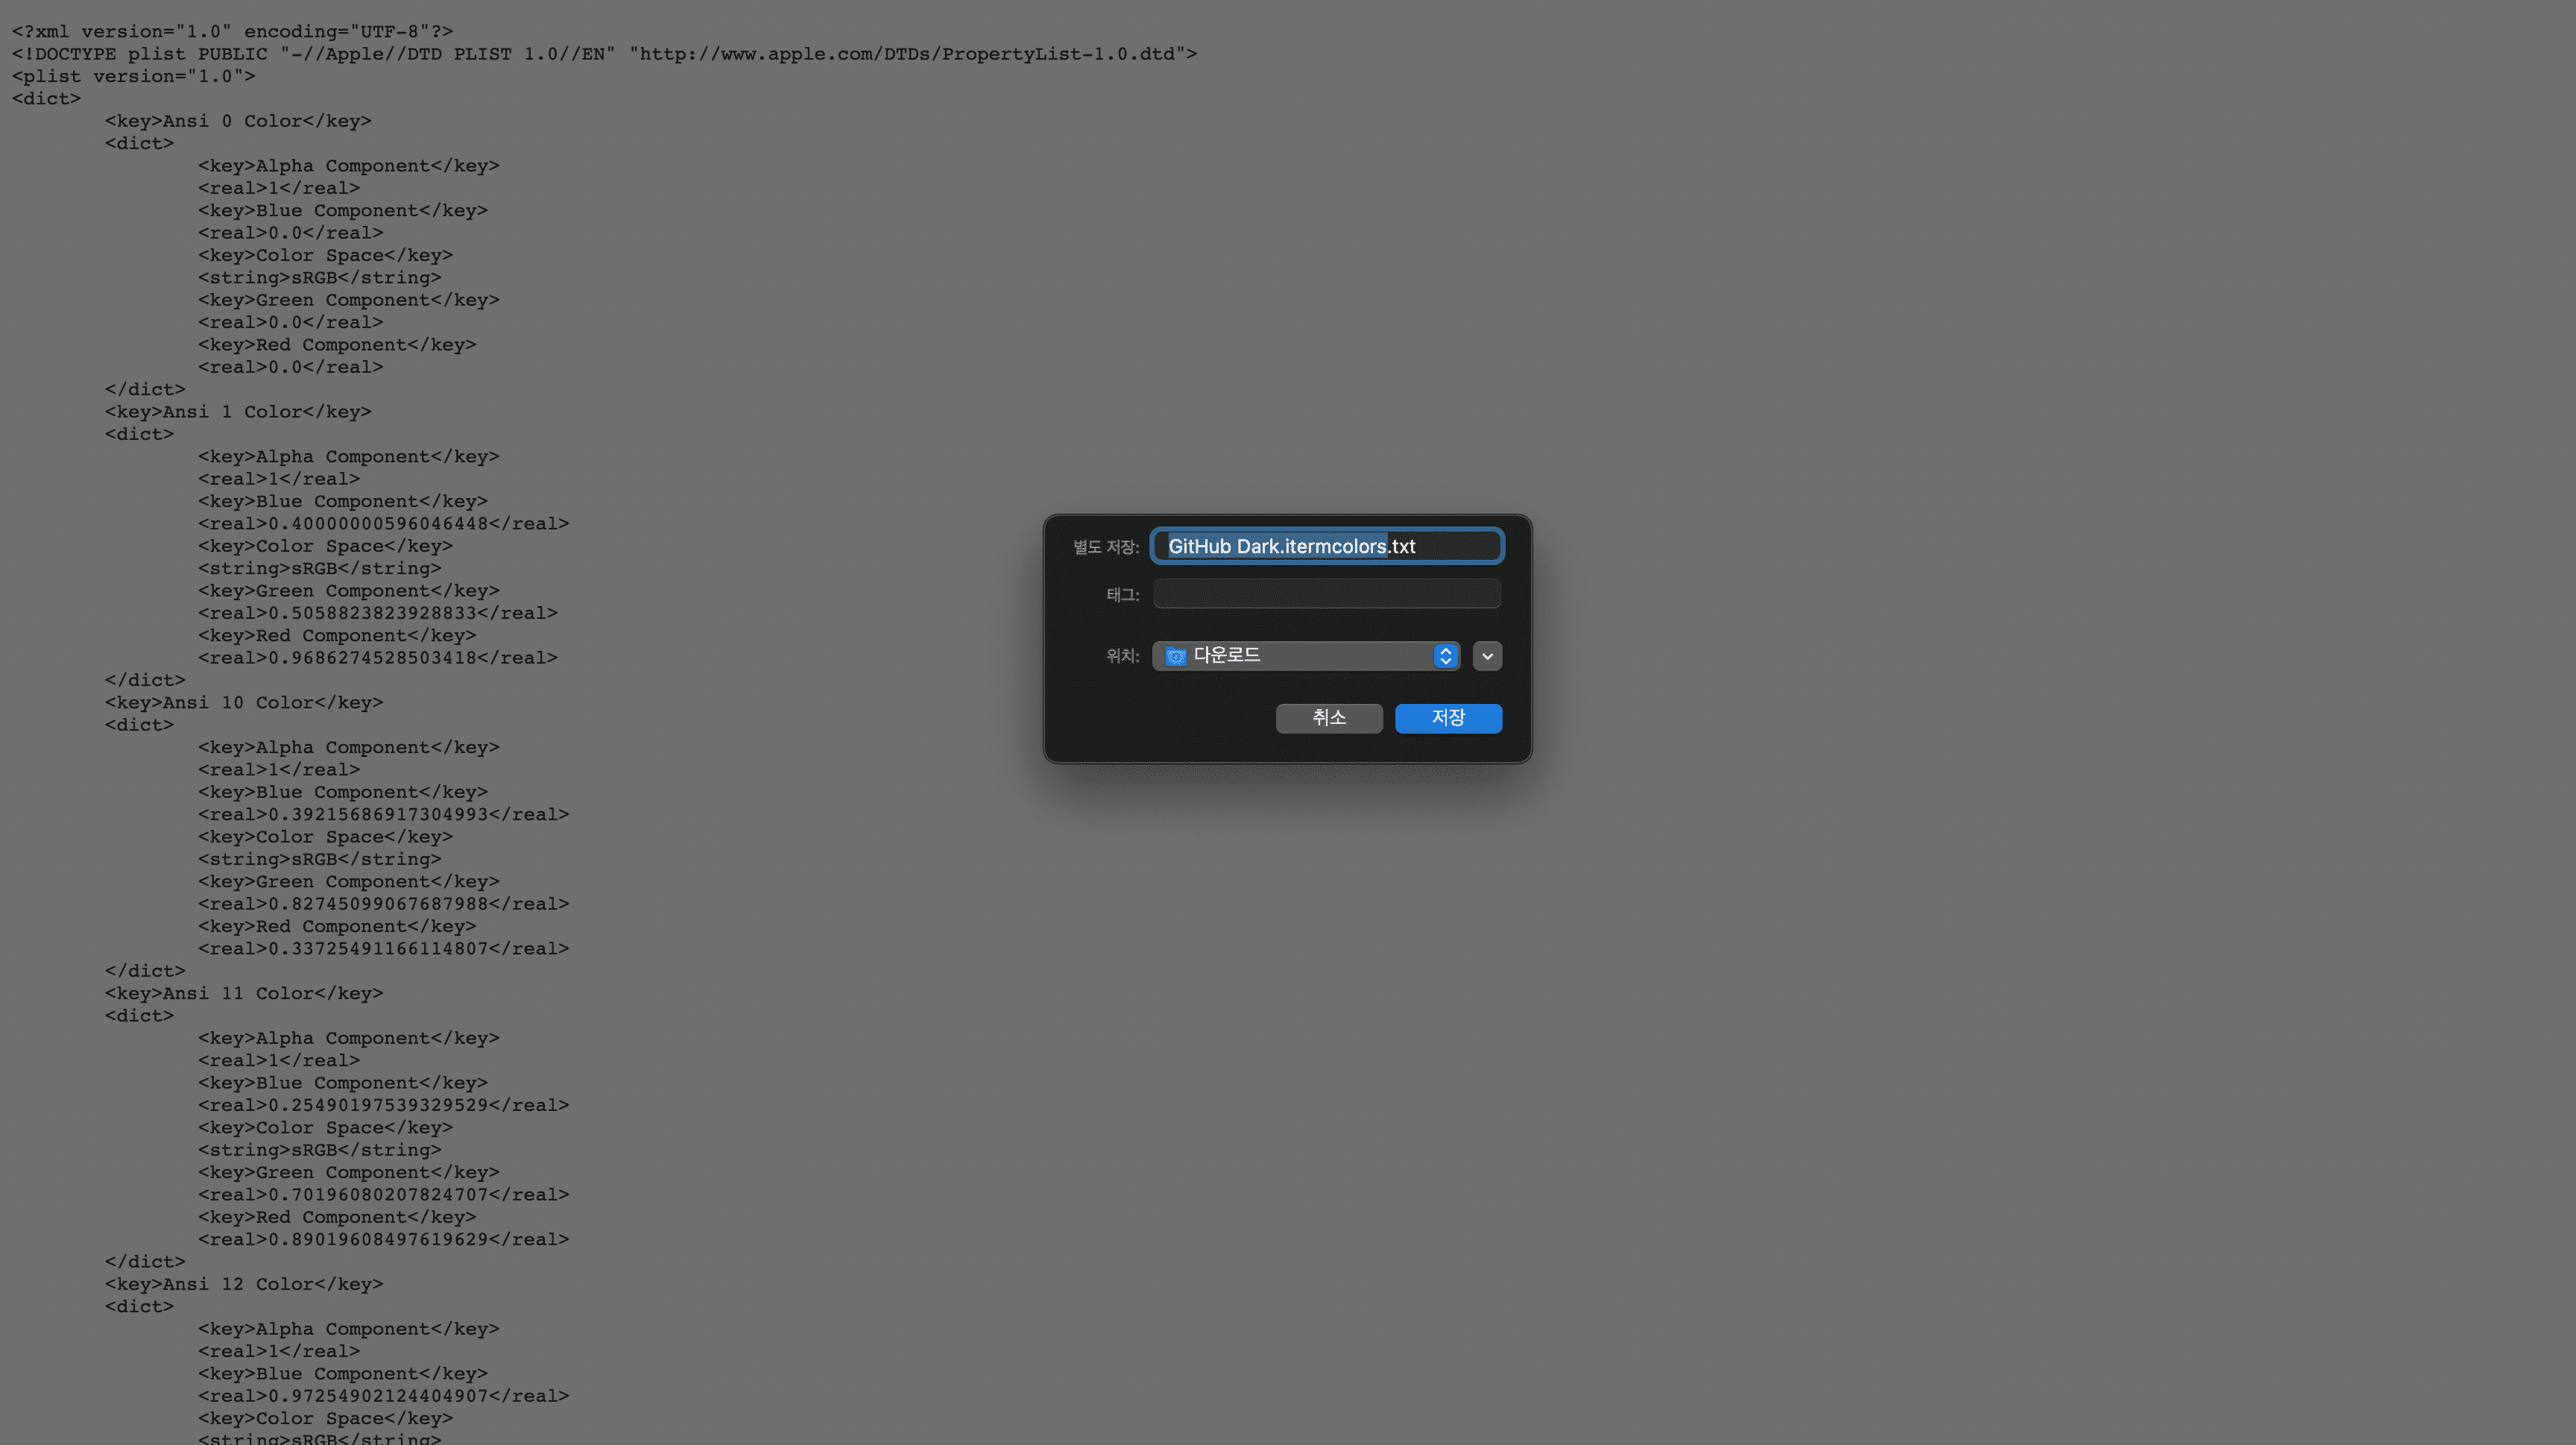 <?xml version="1.0" encoding="UTF-8"?>
<!DOCTYPE plist PUBLIC "-//Apple//DTD PLIST 1.0//EN" "http://www.apple.com/DTDs/PropertyList-1.0.dtd">
<plist version="1.0">
<dict>
<key>Ansi 0 Color</key>
<dict>
<key>Alpha Component</key>
<real>1</real>
<key>Blue Component</key>
<real>0.0</real>
<key>Color Space</key>
<string>sRGB</string>
<key>Green Component</key>
<real>0.0</real>
<key>Red Component</key>
<real>0.0</real>
</dict>
<key>Ansi 1 Color</key>
<dict>
<key>Alpha Component</key>
<real>1</real>
<key>Blue Component</key>
<real>0.40000000596046448</real>
<key>Color Space</key>
<string>sRGB</string>
<key>Green Component</key>
<real>0.5058823823928833</real>
<key>Red Component</key>
<real>0.9686274528503418</real>
</dict>
<key>Ansi 10 Color</key>
<dict>
<key>Alpha Component</key>
<real>1</real>
<key>Blue Component</key>
<real>0.39215686917304993</real>
<key>Color Space</key>
<string>sRGB</string>
<key>Green Component</key>
<real>0.82745099067687988</real>
<key>Red Component</key>
<real>0.33725491166114807</real>
</dict>
<key>Ansi 11 Color</key>
<dict>
<key>Alpha Component</key>
<real>1</real>
<key>Blue Component</key>
<real>0.25490197539329529</real>
<key>Color Space</key>
<string>sRGB</string>
<key>Green Component</key>
<real>0.70196080207824707</real>
<key>Red Component</key>
<real>0.89019608497619629</real>
</dict>
<key>Ansi 12 Color</key>
<dict>
<key>Alpha Component</key>
<real>1</real>
<key>Blue Component</key>
<real>0.97254902124404907</real>
<key>Color Space</key>
<string>sRGB</string>
별도 저장: GitHub Dark.itermcolors.txt
태그:
위치: 다운로드
취소 저장